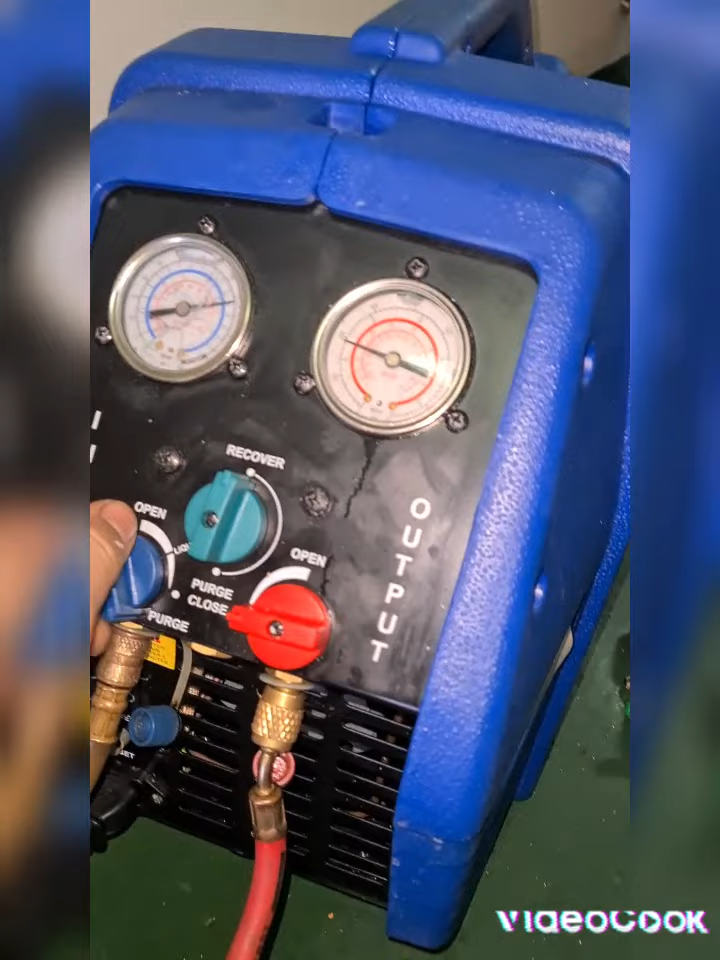 RECOVER
OPEN
OPEN
PURGE
CLOSE
PURGE
OUTPUT
VIDEOCOOK